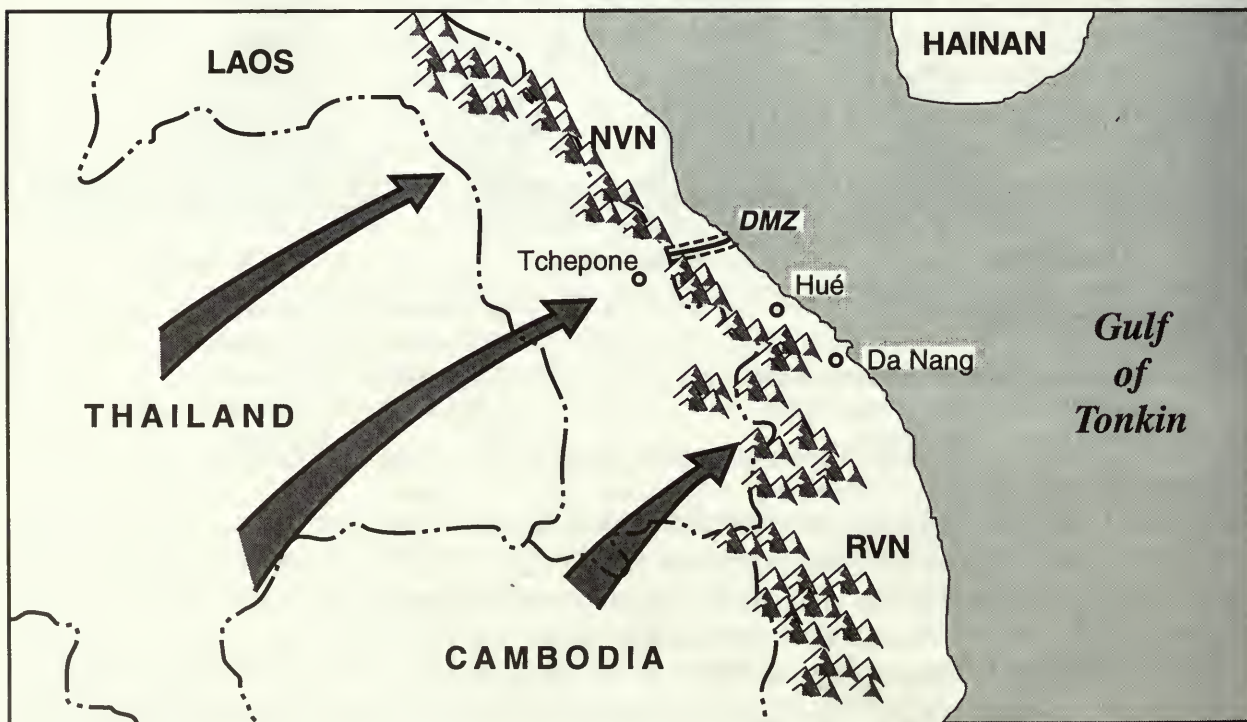 LAOS
HAINAN
NVN
DMZ
Tchepone
Hué
Gulf
of
Tonkin
Da Nang
THAILAND
RVN
CAMBODIA